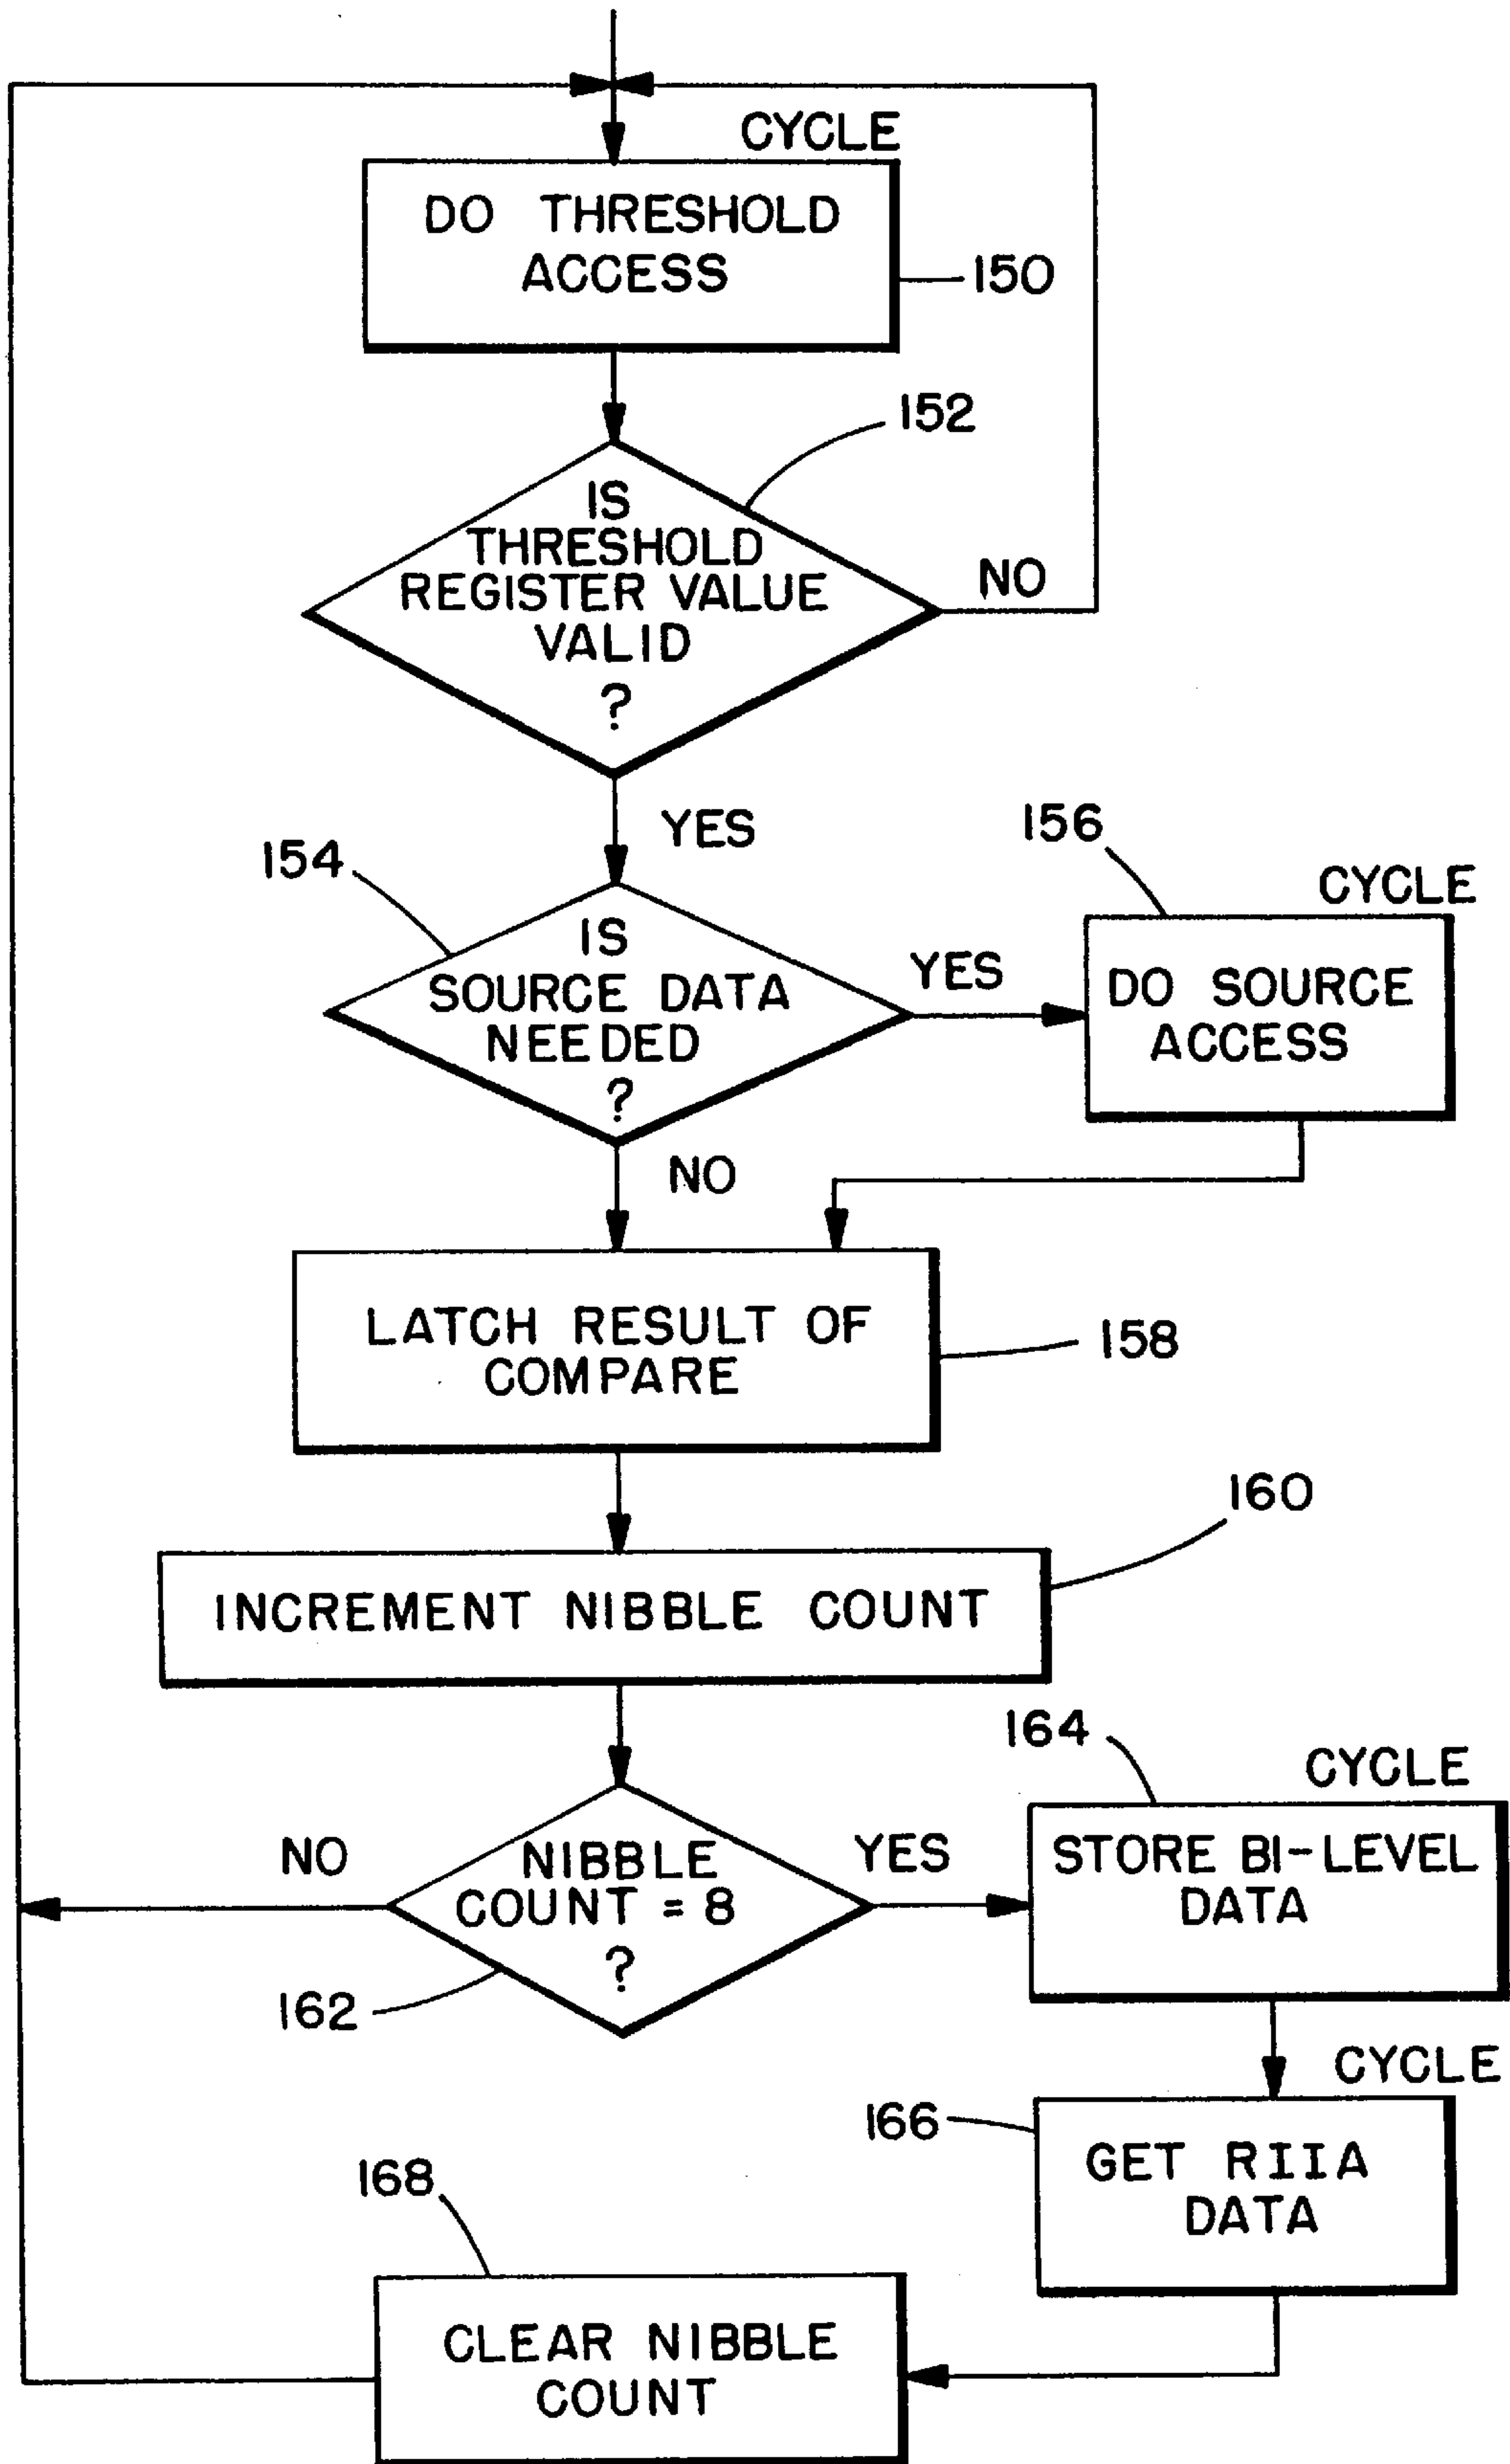 CYCLE
DO THRESHOLD
ACCESS
150
152
IS
THRESHOLD
REGISTER VALUE
VALID
?
NO
YES
154
156
CYCLE
IS
SOURCE DATA
NEEDED
?
YES
DO SOURCE
ACCESS
NO
LATCH RESULT OF
COMPARE
158
160
INCREMENT NIBBLE COUNT
164
CYCLE
NO
NIBBLE
COUNT = 8
?
YES
STORE BI-LEVEL
DATA
162
CYCLE
166
GET RIIA
DATA
168
CLEAR NIBBLE
COUNT